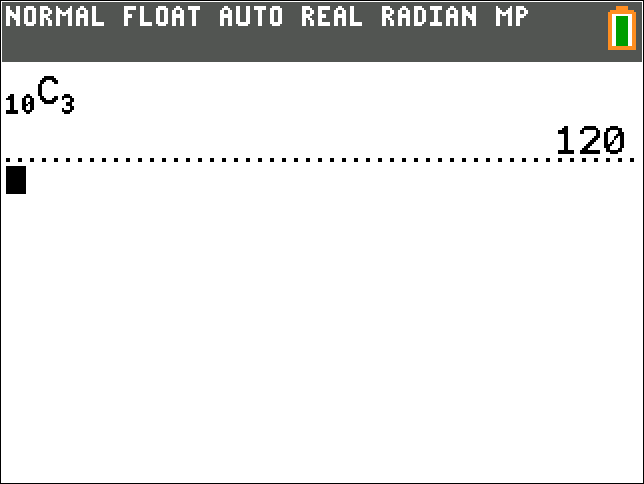 NORMAL FLOAT AUTO REAL RADIAN MP
₁₀C₃
120